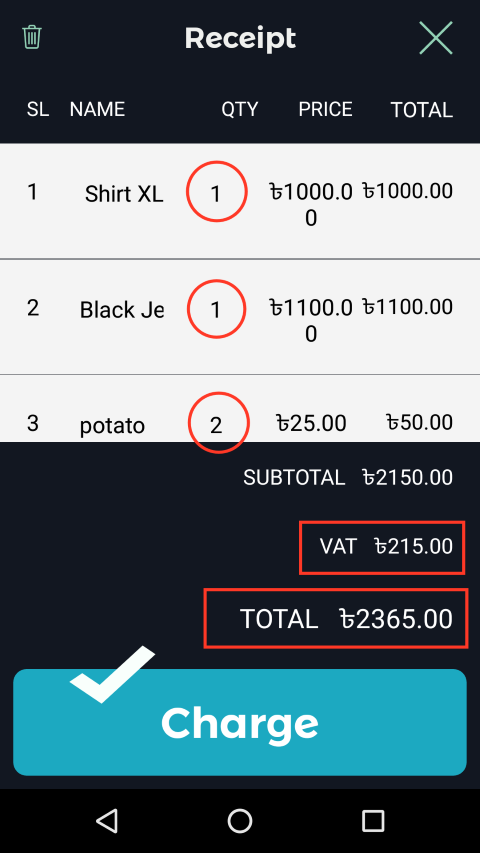 Receipt
SL NAME QTY PRICE TOTAL
1 Shirt XL 1 ৳1000.00 ৳1000.00
2 Black Je 1 ৳1100.00 ৳1100.00
3 potato 2 ৳25.00 ৳50.00
SUBTOTAL ৳2150.00
VAT ৳215.00
TOTAL ৳2365.00
Charge